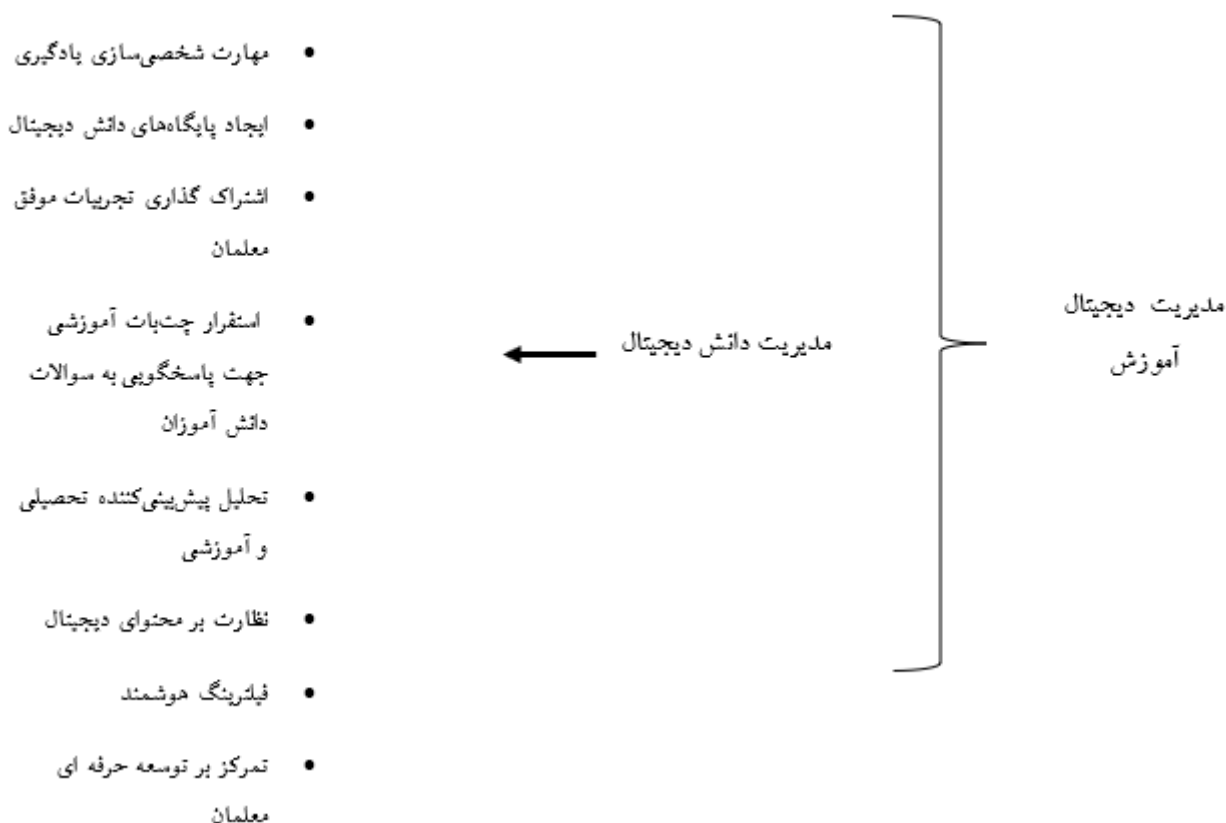 مدیریت دیجیتال
آموزش
مدیریت دانش دیجیتال
• مهارت شخصی‌سازی یادگیری
• ایجاد پایگاه‌های دانش دیجیتال
• اشتراک گذاری تجربیات موفق
معلمان
• استقرار چت‌بات آموزشی
جهت پاسخگویی به سوالات
دانش آموزان
• تحلیل پیش‌بینی‌کننده تحصیلی
و آموزشی
• نظارت بر محتوای دیجیتال
• فیلترینگ هوشمند
• تمرکز بر توسعه حرفه ای
معلمان